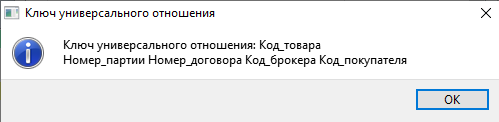 Ключ универсального отношения
Ключ универсального отношения: Код_товара
Номер_партии Номер_договора Код_брокера Код_покупателя
OK